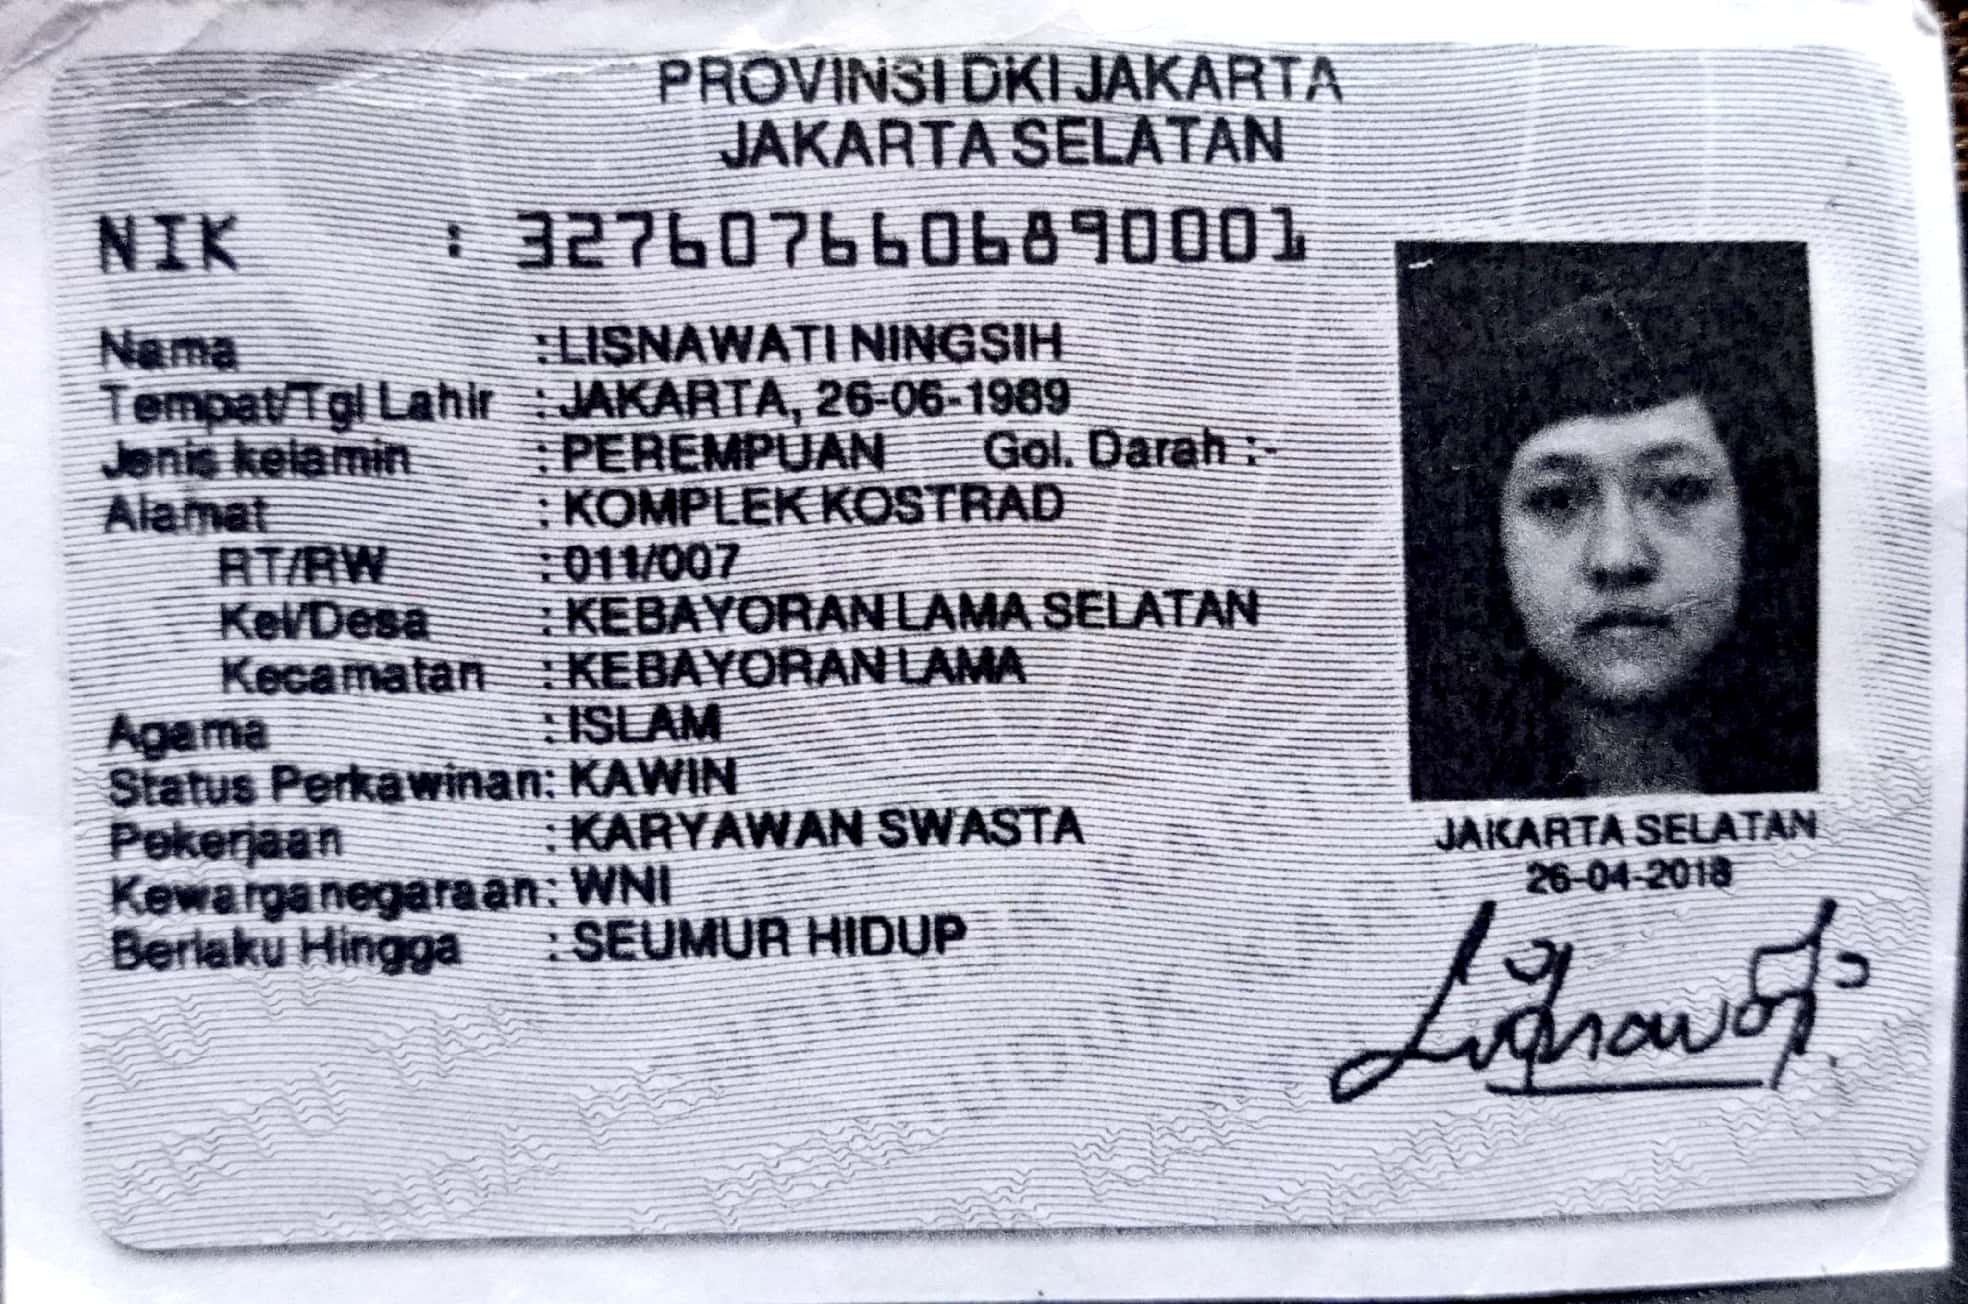 PROVINSI DKI JAKARTA
JAKARTA SELATAN
NIK : 3276076606890001
Nama : LISNAWATI NINGSIH
Tempat/Tgl Lahir : JAKARTA, 26-06-1989
Jenis kelamin : PEREMPUAN Gol. Darah : -
Alamat : KOMPLEK KOSTRAD
RT/RW : 011/007
Kel/Desa : KEBAYORAN LAMA SELATAN
Kecamatan : KEBAYORAN LAMA
Agama : ISLAM
Status Perkawinan : KAWIN
Pekerjaan : KARYAWAN SWASTA
Kewarganegaraan : WNI
Berlaku Hingga : SEUMUR HIDUP
JAKARTA SELATAN
26-04-2018